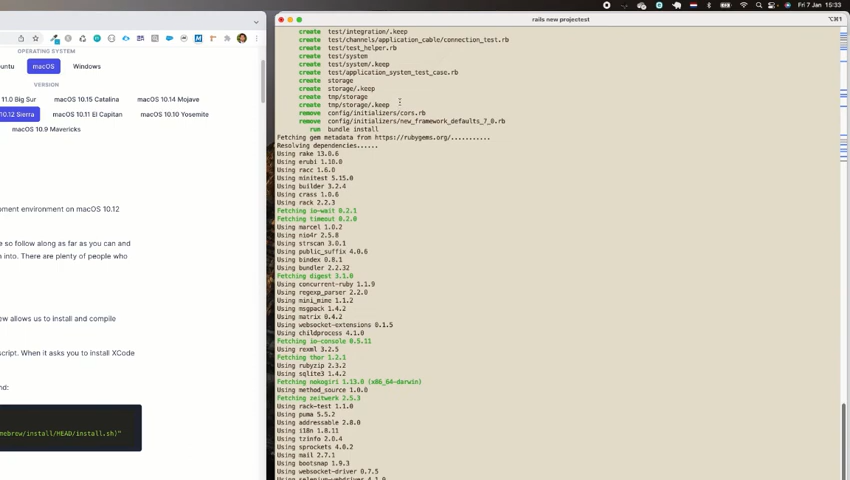 Fri 7 Jan 15:33
OPERATING SYSTEM
untu macOS Windows
VERSION
11.0 Big Sur macOS 10.15 Catalina macOS 10.14 Mojave
10.12 Sierra macOS 10.11 El Capitan macOS 10.10 Yosemite
macOS 10.9 Mavericks
pment environment on macOS 10.12
e so follow along as far as you can and
n into. There are plenty of people who
ew allows us to install and compile
script. When it asks you to install XCode
nd:
mebrew/install/HEAD/install.sh)"
rails new projectest
⌥⌘1
create test/integration/.keep
create test/channels/application_cable/connection_test.rb
create test/test_helper.rb
create test/system
create test/system/.keep
create test/application_system_test_case.rb
create storage
create storage/.keep
create tmp/storage
create tmp/storage/.keep
remove config/initializers/cors.rb
remove config/initializers/new_framework_defaults_7_0.rb
run bundle install
Fetching gem metadata from https://rubygems.org/...........
Resolving dependencies......
Using rake 13.0.6
Using erubi 1.10.0
Using racc 1.6.0
Using minitest 5.15.0
Using builder 3.2.4
Using crass 1.0.6
Using rack 2.2.3
Fetching io-wait 0.2.1
Fetching timeout 0.2.0
Using marcel 1.0.2
Using nio4r 2.5.8
Using strscan 3.0.1
Using public_suffix 4.0.6
Using bindex 0.8.1
Using bundler 2.2.32
Fetching digest 3.1.0
Using concurrent-ruby 1.1.9
Using regexp_parser 2.2.0
Using mini_mime 1.1.2
Using msgpack 1.4.2
Using matrix 0.4.2
Using websocket-extensions 0.1.5
Using childprocess 4.1.0
Fetching io-console 0.5.11
Using rexml 3.2.5
Fetching thor 1.2.1
Using rubyzip 2.3.2
Using sqlite3 1.4.2
Fetching nokogiri 1.13.0 (x86_64-darwin)
Using method_source 1.0.0
Fetching zeitwerk 2.5.3
Using rack-test 1.1.0
Using puma 5.5.2
Using addressable 2.8.0
Using i18n 1.8.11
Using tzinfo 2.0.4
Using sprockets 4.0.2
Using mail 2.7.1
Using bootsnap 1.9.3
Using websocket-driver 0.7.5
Using selenium-webdriver 4.1.0